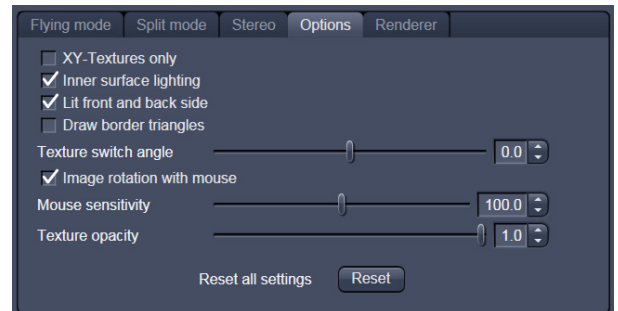 Flying mode Split mode Stereo Options Renderer
XY-Textures only
Inner surface lighting
Lit front and back side
Draw border triangles
Texture switch angle 0.0
Image rotation with mouse
Mouse sensitivity 100.0
Texture opacity 1.0
Reset all settings Reset